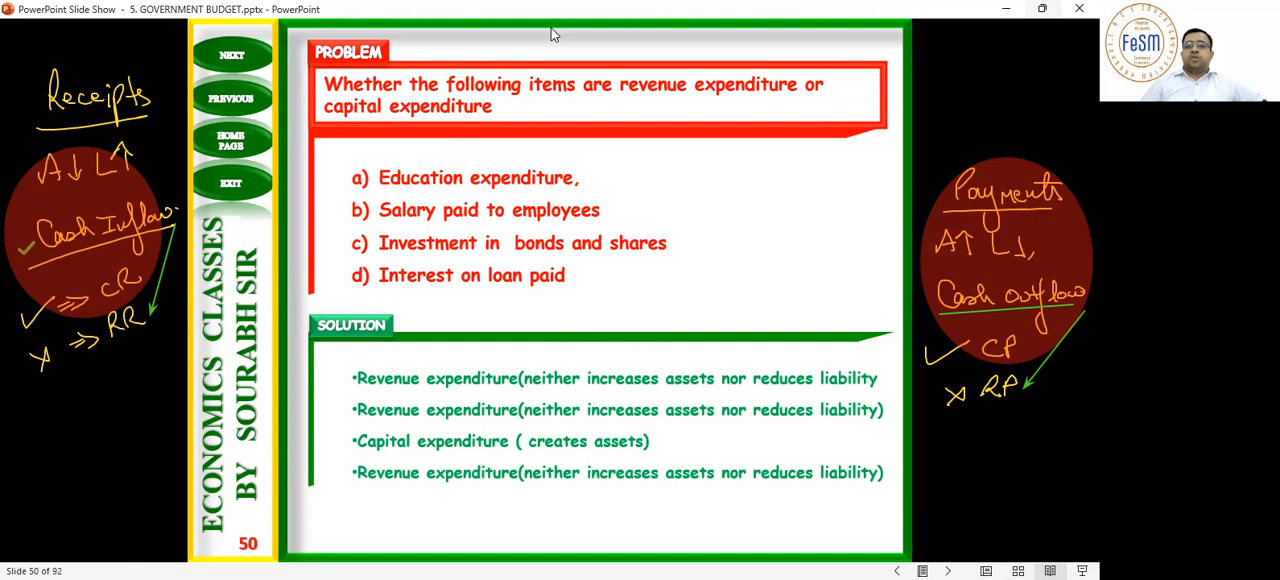 PowerPoint Slide Show - 5. GOVERNMENT BUDGET.pptx - PowerPoint
FeSM
Receipts
A↓ L↑
Cash Inflow
✓ ⇒ CR
✗ ⇒ RR
NEXT
PREVIOUS
HOME
PAGE
EXIT
ECONOMICS CLASSES
BY SOURABH SIR
50
PROBLEM
Whether the following items are revenue expenditure or
capital expenditure
a) Education expenditure,
b) Salary paid to employees
c) Investment in bonds and shares
d) Interest on loan paid
SOLUTION
•Revenue expenditure(neither increases assets nor reduces liability
•Revenue expenditure(neither increases assets nor reduces liability)
•Capital expenditure ( creates assets)
•Revenue expenditure(neither increases assets nor reduces liability)
Payments
A↑ L↓,
Cash outflow
✓ CP
✗ RP
Slide 50 of 92